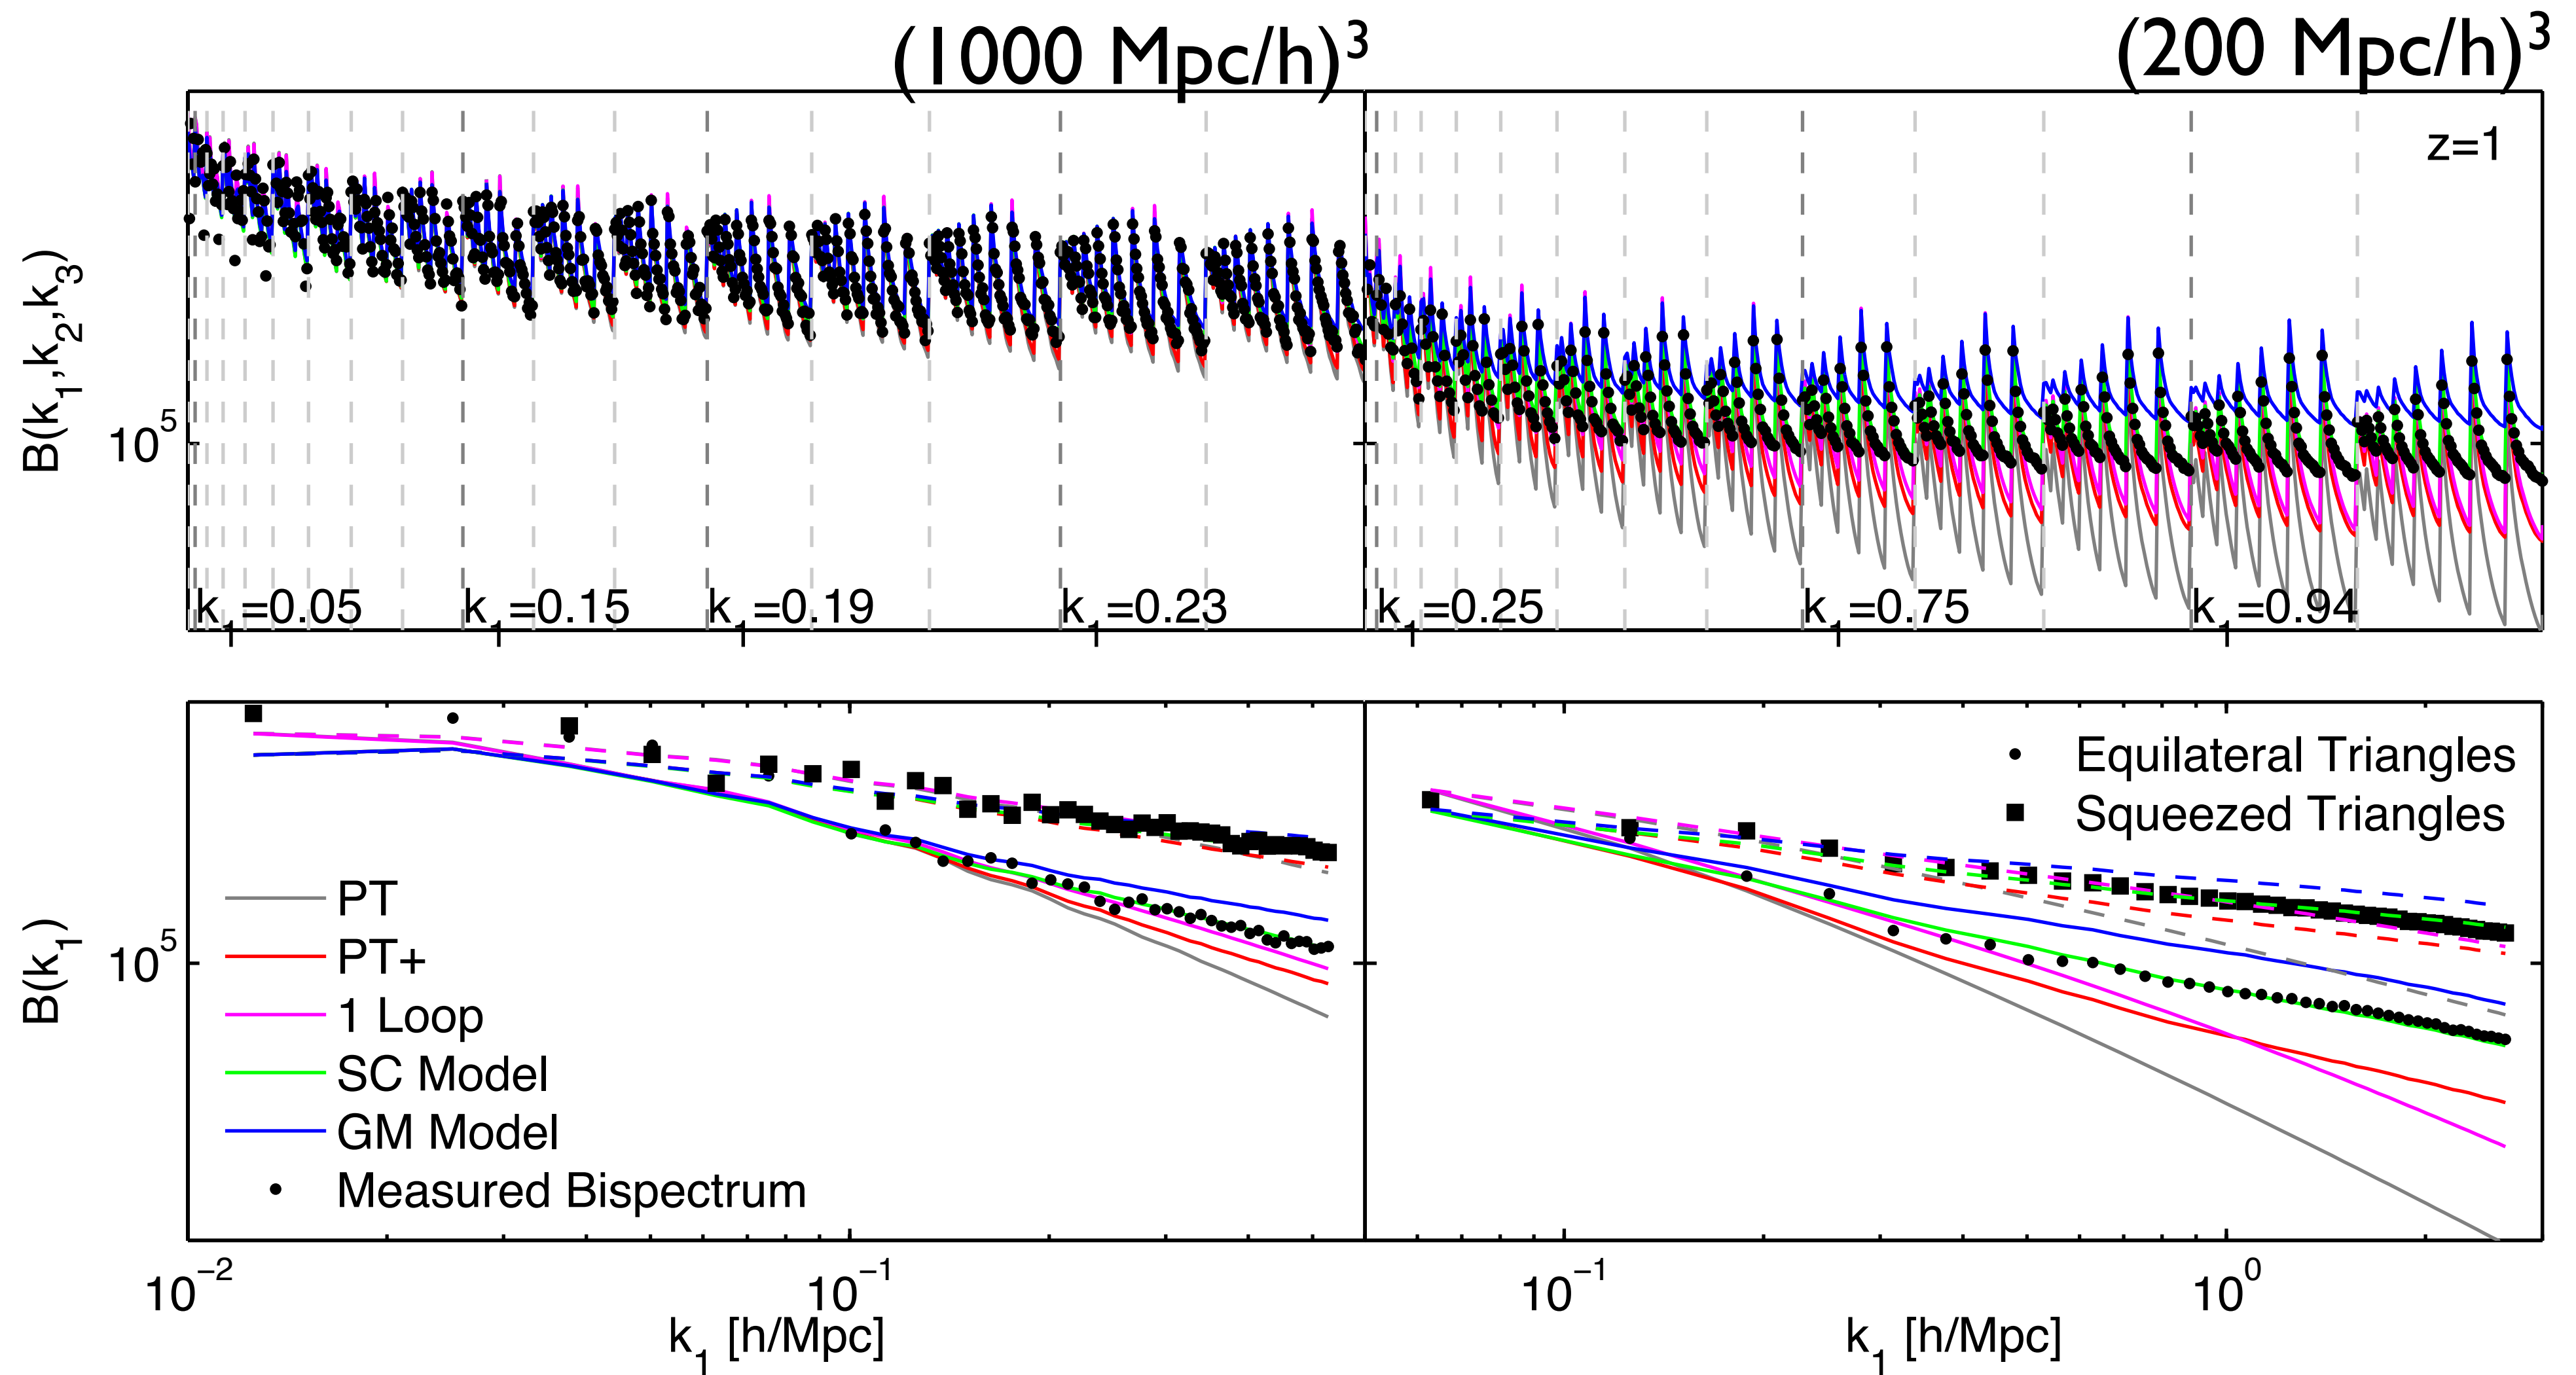 (1000 Mpc/h)³
(200 Mpc/h)³
z=1
B(k₁,k₂,k₃)
10⁵
k₁=0.05
k₁=0.15
k₁=0.19
k₁=0.23
k₁=0.25
k₁=0.75
k₁=0.94
B(k₁)
10⁵
PT
PT+
1 Loop
SC Model
GM Model
Measured Bispectrum
Equilateral Triangles
Squeezed Triangles
10⁻²
10⁻¹
10⁻¹
10⁰
k₁ [h/Mpc]
k₁ [h/Mpc]